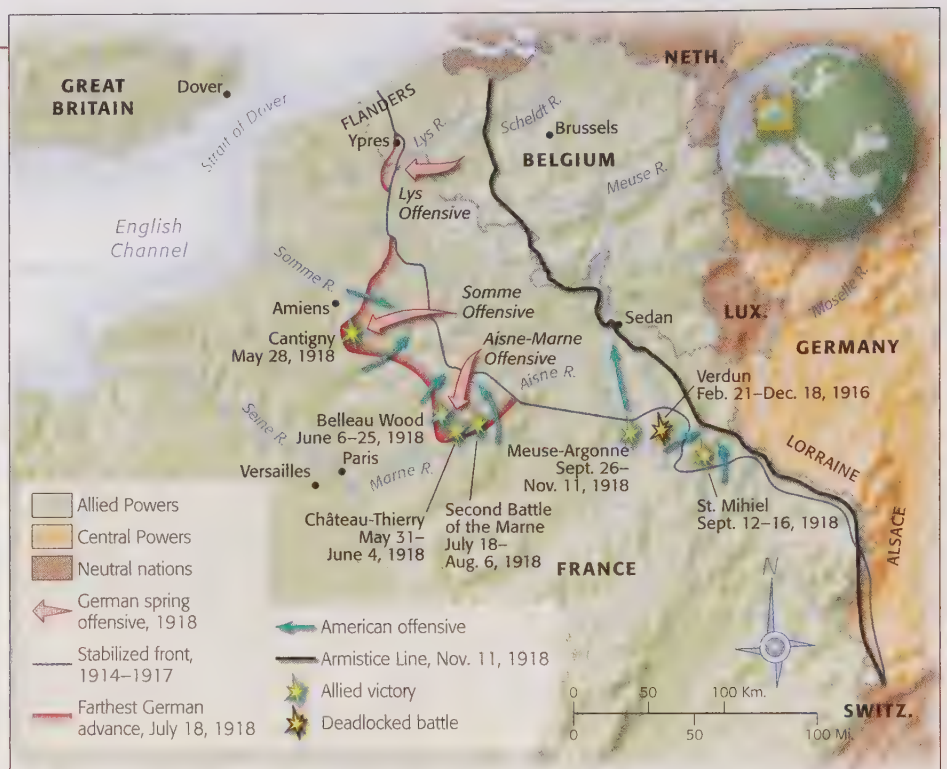 GREAT
BRITAIN
Dover
Strait of Dover
English
Channel
FLANDERS
Ypres
Lys R.
Lys
Offensive
NETH.
Scheldt R.
Brussels
BELGIUM
Meuse R.
Somme R.
Amiens
Cantigny
May 28, 1918
Somme
Offensive
Aisne-Marne
Offensive
Aisne R.
Sedan
LUX.
Moselle R.
GERMANY
Verdun
Feb. 21–Dec. 18, 1916
Belleau Wood
June 6–25, 1918
Seine R.
Paris
Versailles
Marne R.
Meuse-Argonne
Sept. 26–
Nov. 11, 1918
LORRAINE
St. Mihiel
Sept. 12–16, 1918
ALSACE
Château-Thierry
May 31–
June 4, 1918
Second Battle
of the Marne
July 18–
Aug. 6, 1918
FRANCE
SWITZ.
Allied Powers
Central Powers
Neutral nations
German spring
offensive, 1918
Stabilized front,
1914–1917
Farthest German
advance, July 18, 1918
American offensive
Armistice Line, Nov. 11, 1918
Allied victory
Deadlocked battle
N
0 50 100 Km.
0 50 100 Mi.